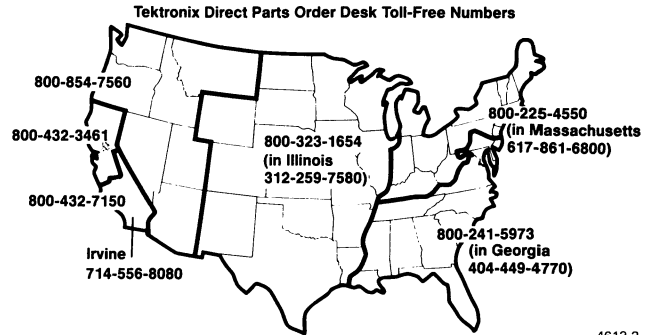 Tektronix Direct Parts Order Desk Toll-Free Numbers
800-854-7560
800-432-3461
800-432-7150
Irvine
714-556-8080
800-323-1654
(in Illinois
312-259-7580)
800-225-4550
(in Massachusetts
617-861-6800)
800-241-5973
(in Georgia
404-449-4770)